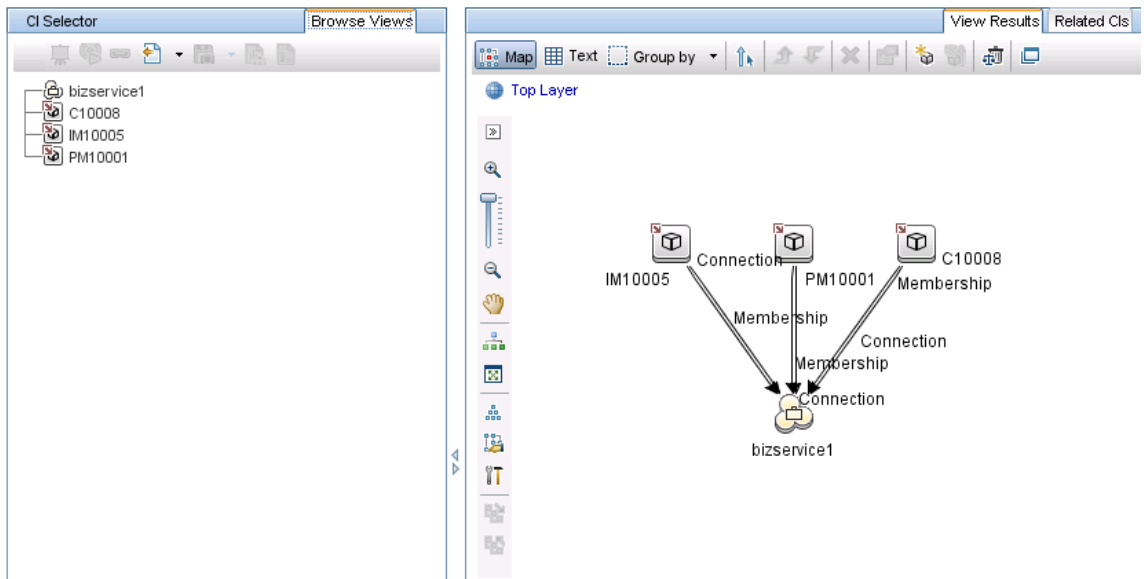 CI Selector
Browse Views
bizservice1
C10008
IM10005
PM10001
View Results
Related CIs
Map
Text
Group by
Top Layer
IM10005
Connection
PM10001
C10008
Membership
Membership
Connection
Membership
Connection
bizservice1